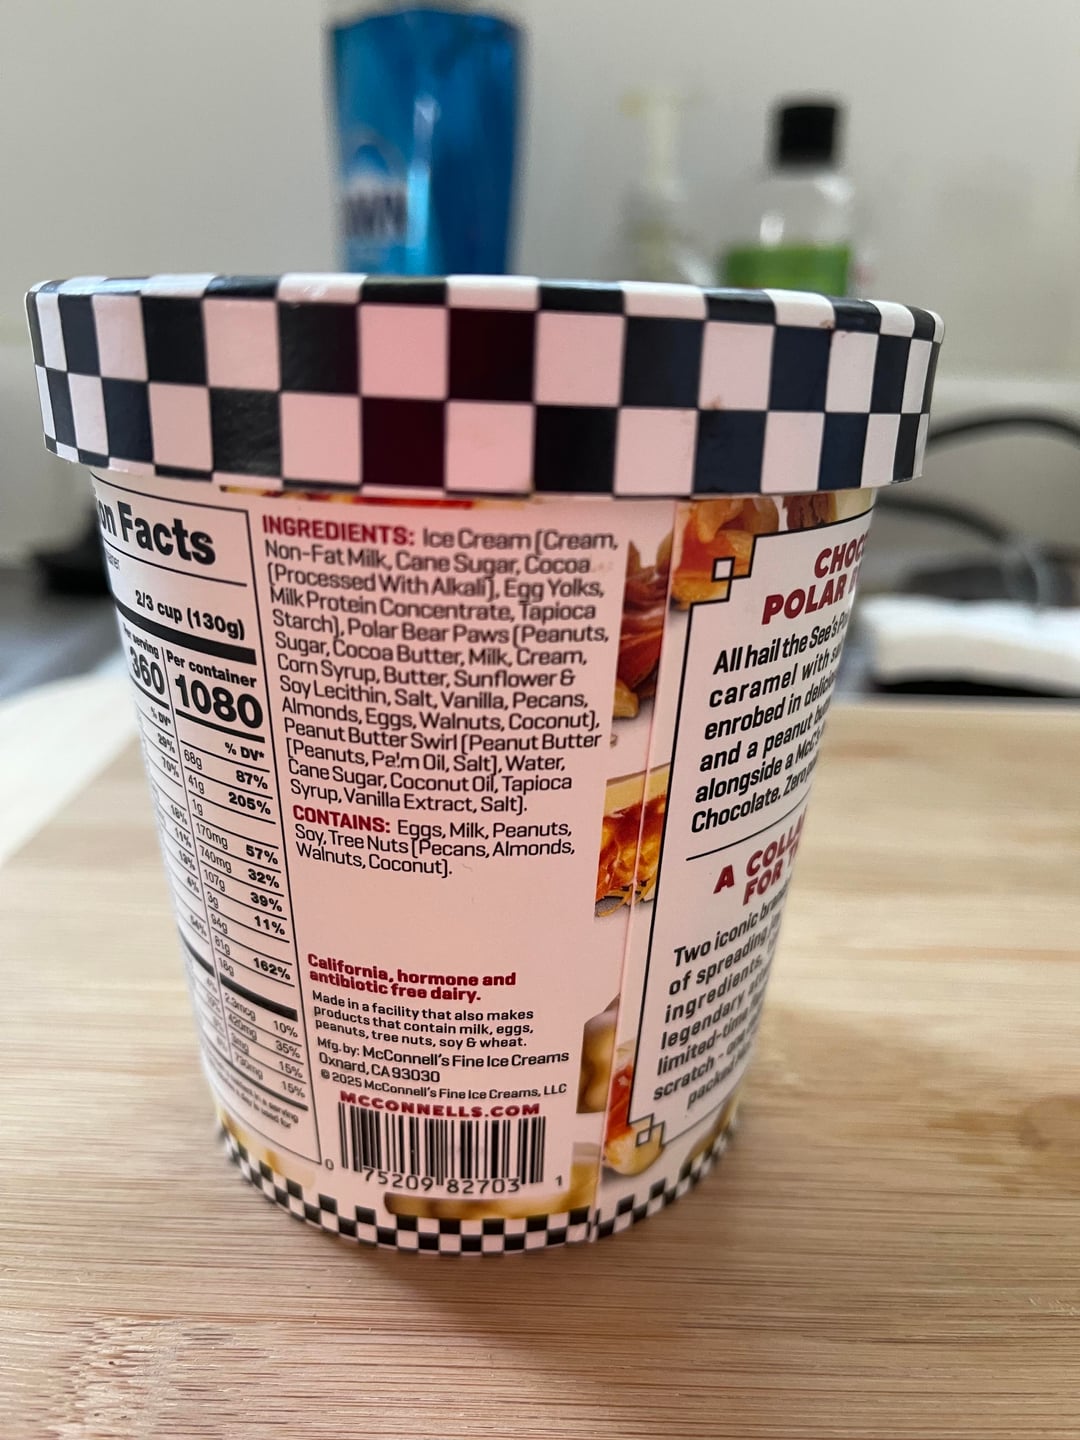 on Facts
2/3 cup (130g)
Per serving
Per container
360
1080
% DV*
% DV*
29%
68g
87%
41g
205%
1g
170mg
57%
740mg
32%
107g
39%
3g
11%
94g
81g
162%
16g
2.3mcg
10%
420mg
35%
15%
730mg
15%
INGREDIENTS: Ice Cream [Cream,
Non-Fat Milk, Cane Sugar, Cocoa
(Processed With Alkali), Egg Yolks,
Milk Protein Concentrate, Tapioca
Starch], Polar Bear Paws [Peanuts,
Sugar, Cocoa Butter, Milk, Cream,
Corn Syrup, Butter, Sunflower &
Soy Lecithin, Salt, Vanilla, Pecans,
Almonds, Eggs, Walnuts, Coconut],
Peanut Butter Swirl [Peanut Butter
[Peanuts, Palm Oil, Salt], Water,
Cane Sugar, Coconut Oil, Tapioca
Syrup, Vanilla Extract, Salt].
CONTAINS: Eggs, Milk, Peanuts,
Soy, Tree Nuts [Pecans, Almonds,
Walnuts, Coconut].
California, hormone and
antibiotic free dairy.
Made in a facility that also makes
products that contain milk, eggs,
peanuts, tree nuts, soy & wheat.
Mfg. by: McConnell's Fine Ice Creams
Oxnard, CA 93030
© 2025 McConnell's Fine Ice Creams, LLC
MCCONNELLS.COM
0 75209 82703 1
CHOC
POLAR
All hail the See's
caramel with
enrobed in
and a peanut
alongside a McC's
Chocolate. Zero
A COLLA
FOR
Two iconic
of spreading
ingredients,
legendary
limited-time
scratch - one
packed